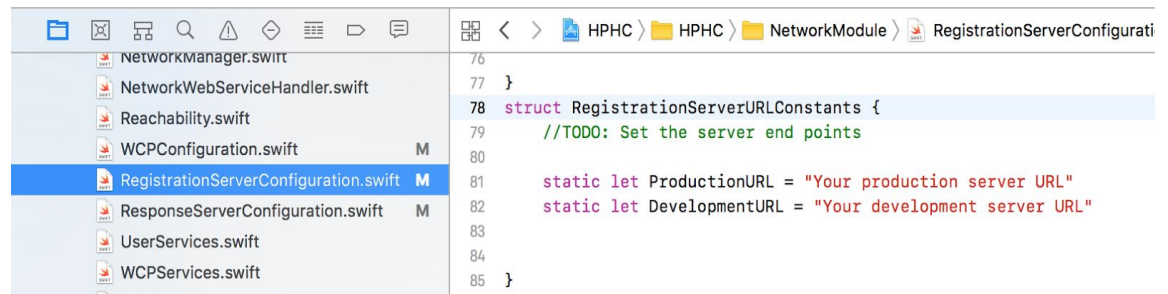 HPHC HPHC NetworkModule RegistrationServerConfigurati
NetworkManager.swift
NetworkWebServiceHandler.swift
Reachability.swift
WCPConfiguration.swift M
RegistrationServerConfiguration.swift M
ResponseServerConfiguration.swift M
UserServices.swift
WCPServices.swift
76
77 }
78 struct RegistrationServerURLConstants {
79 //TODO: Set the server end points
80
81 static let ProductionURL = "Your production server URL"
82 static let DevelopmentURL = "Your development server URL"
83
84
85 }